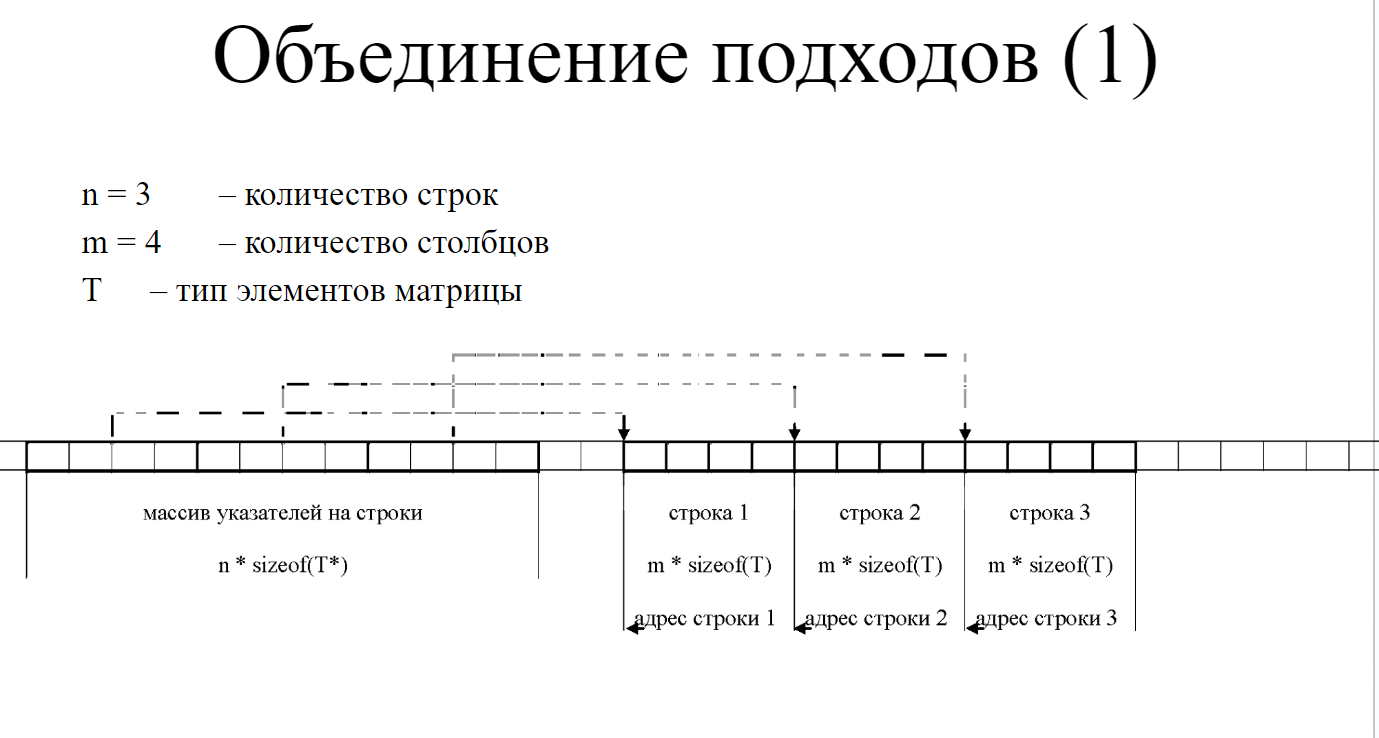 Объединение подходов (1)
n = 3 – количество строк
m = 4 – количество столбцов
T – тип элементов матрицы
массив указателей на строки
n * sizeof(T*)
строка 1 строка 2 строка 3
m * sizeof(T) m * sizeof(T) m * sizeof(T)
адрес строки 1 адрес строки 2 адрес строки 3